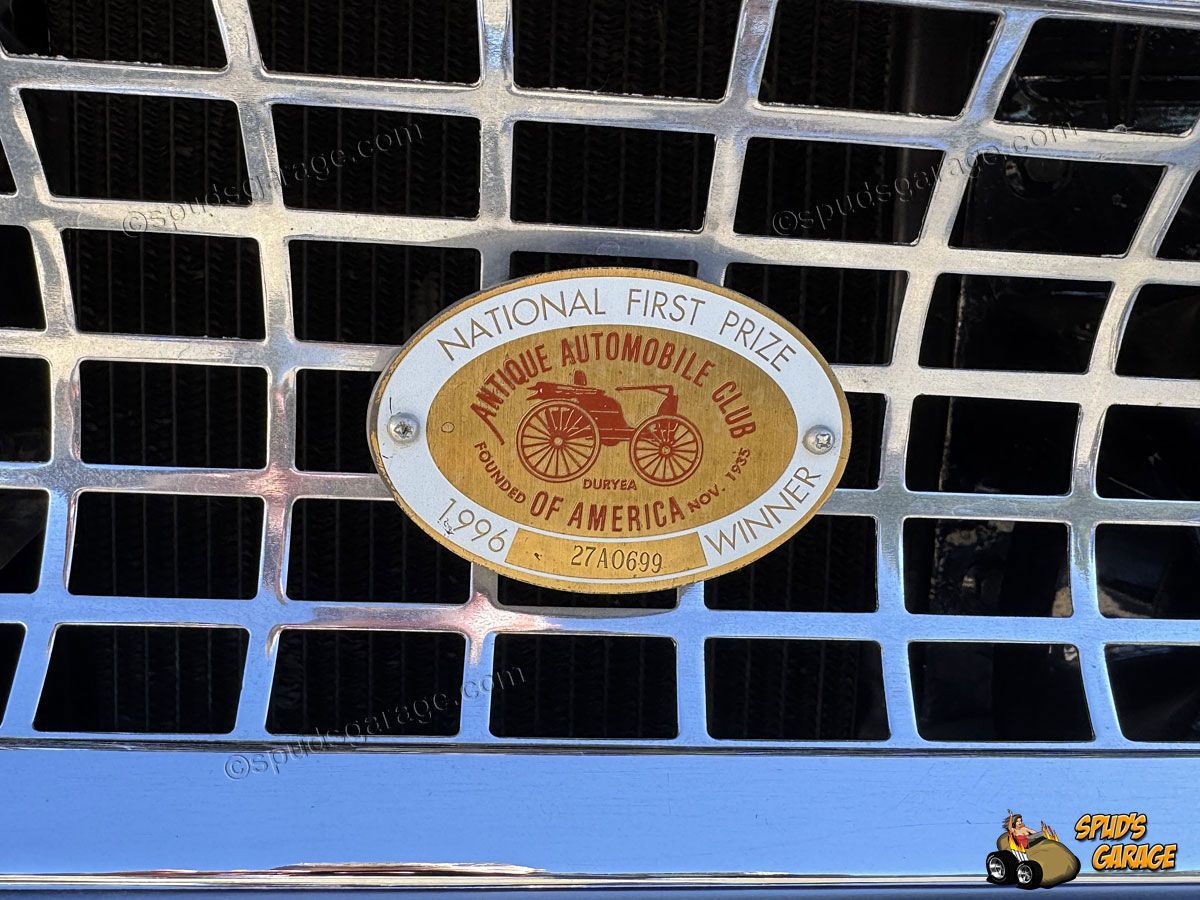 ©spudsgarage.com
©spudsgarage.com
NATIONAL FIRST PRIZE
ANTIQUE AUTOMOBILE CLUB
DURYEA
FOUNDED
NOV. 1935
OF AMERICA
1996
WINNER
27A0699
©spudsgarage.com
SPUD'S
GARAGE